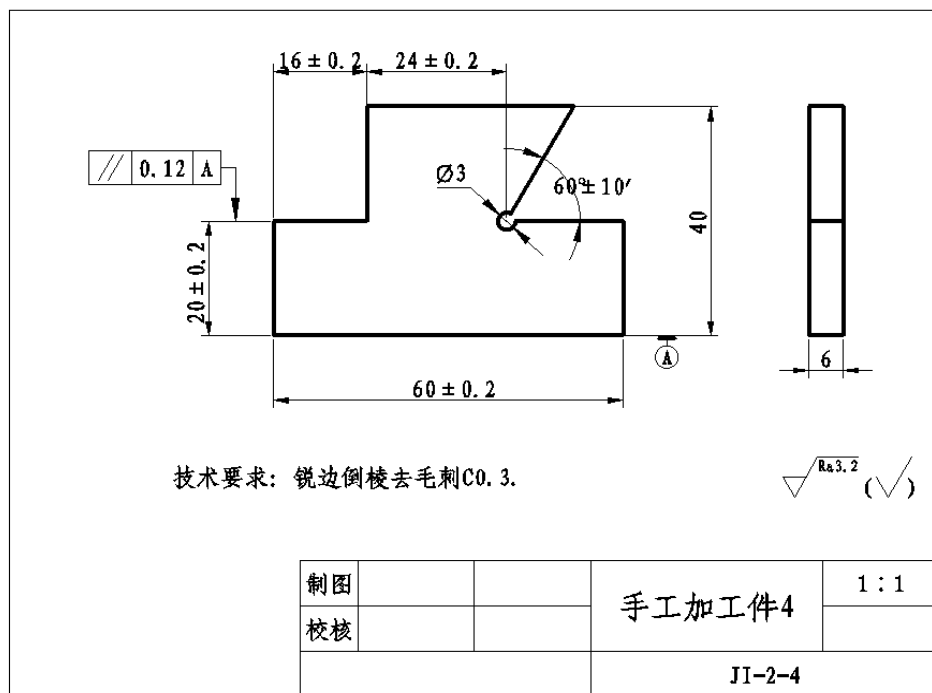 16±0.2 24±0.2
// 0.12 A
Ø3
60°±10′
20±0.2
40
A
6
60±0.2
技术要求: 锐边倒棱去毛刺C0.3.
Ra3.2
(√)
制图
手工加工件4
1:1
校核
JI-2-4